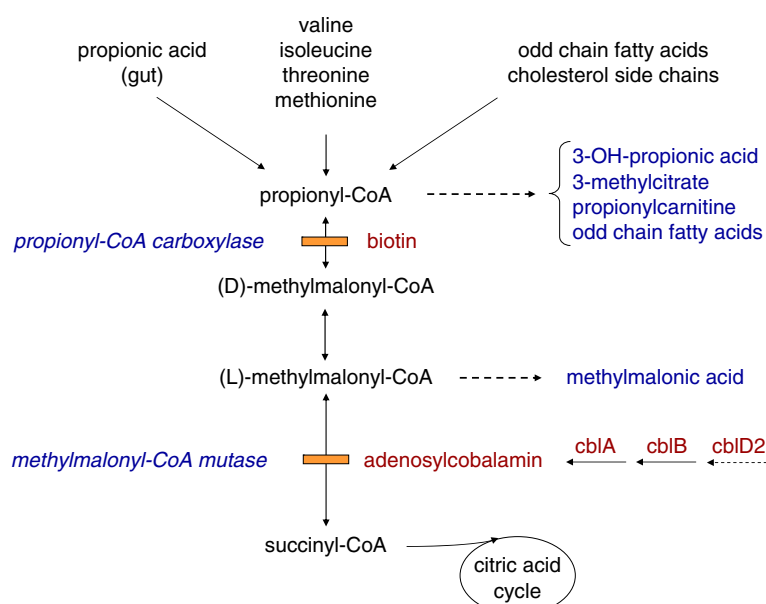 propionic acid
(gut)
valine
isoleucine
threonine
methionine
odd chain fatty acids
cholesterol side chains
propionyl-CoA
3-OH-propionic acid
3-methylcitrate
propionylcarnitine
odd chain fatty acids
propionyl-CoA carboxylase
biotin
(D)-methylmalonyl-CoA
(L)-methylmalonyl-CoA
methylmalonic acid
methylmalonyl-CoA mutase
adenosylcobalamin
cblA
cblB
cblD2
succinyl-CoA
citric acid
cycle